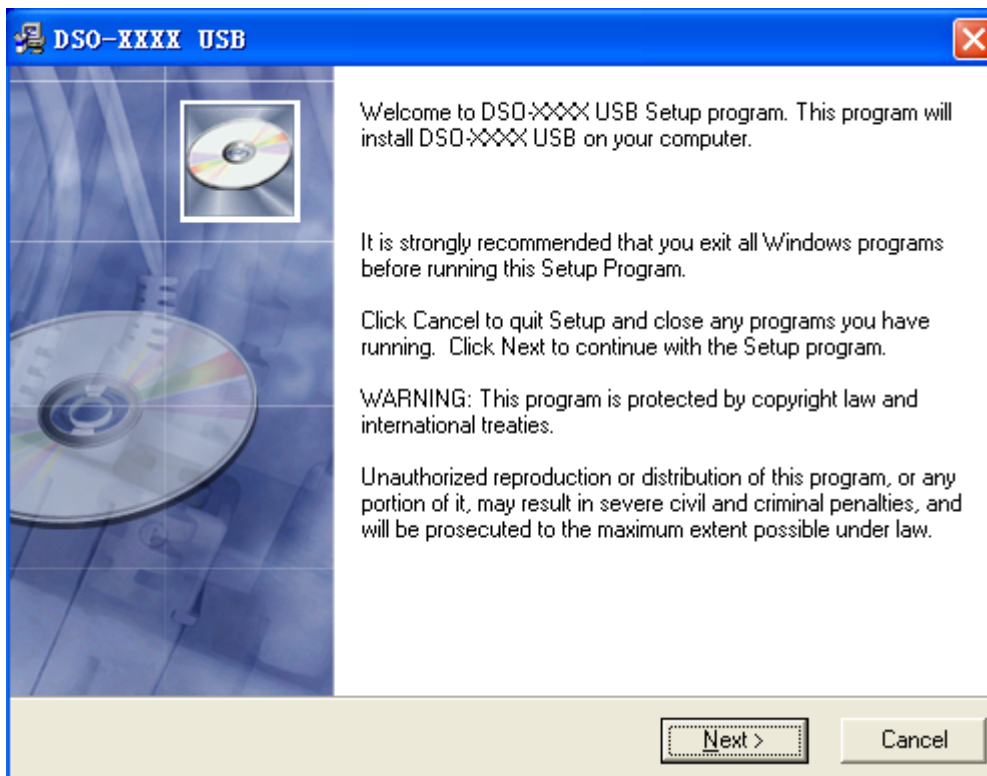 DSO-XXXX USB
Welcome to DSO-XXXX USB Setup program. This program will
install DSO-XXXX USB on your computer.
It is strongly recommended that you exit all Windows programs
before running this Setup Program.
Click Cancel to quit Setup and close any programs you have
running. Click Next to continue with the Setup program.
WARNING: This program is protected by copyright law and
international treaties.
Unauthorized reproduction or distribution of this program, or any
portion of it, may result in severe civil and criminal penalties, and
will be prosecuted to the maximum extent possible under law.
Next >
Cancel